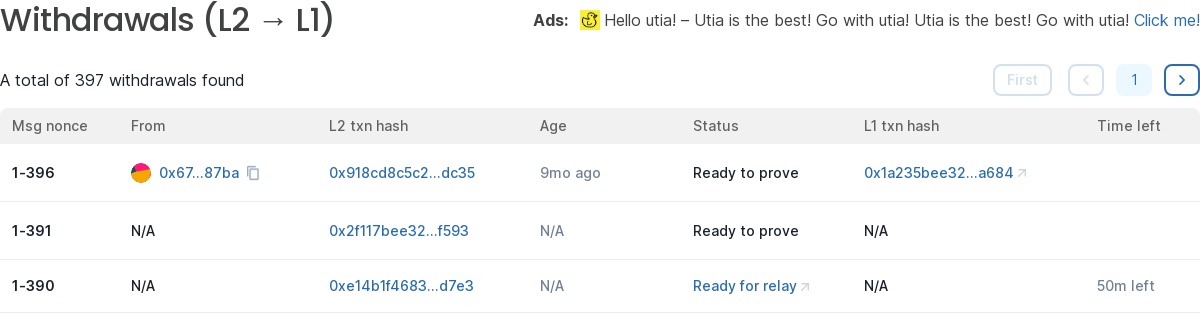 Withdrawals (L2 → L1)
Ads: Hello utia! – Utia is the best! Go with utia! Utia is the best! Go with utia! Click me!
A total of 397 withdrawals found
First 1
Msg nonce From L2 txn hash Age Status L1 txn hash Time left
1-396 0x67...87ba 0x918cd8c5c2...dc35 9mo ago Ready to prove 0x1a235bee32...a684
1-391 N/A 0x2f117bee32...f593 N/A Ready to prove N/A
1-390 N/A 0xe14b1f4683...d7e3 N/A Ready for relay N/A 50m left